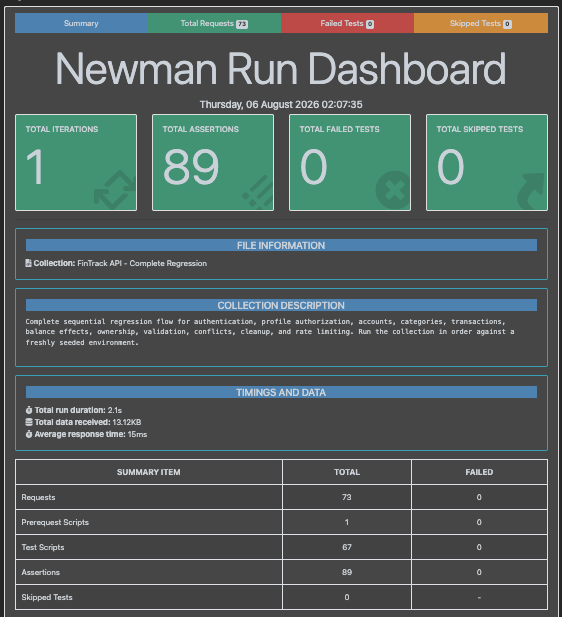 Summary
Total Requests 73
Failed Tests 0
Skipped Tests 0
Newman Run Dashboard
Thursday, 06 August 2026 02:07:35
TOTAL ITERATIONS
1
TOTAL ASSERTIONS
89
TOTAL FAILED TESTS
0
TOTAL SKIPPED TESTS
0
FILE INFORMATION
Collection: FinTrack API - Complete Regression
COLLECTION DESCRIPTION
Complete sequential regression flow for authentication, profile authorization, accounts, categories, transactions,
balance effects, ownership, validation, conflicts, cleanup, and rate limiting. Run the collection in order against a
freshly seeded environment.
TIMINGS AND DATA
Total run duration: 2.1s
Total data received: 13.12KB
Average response time: 15ms
SUMMARY ITEM TOTAL FAILED
Requests 73 0
Prerequest Scripts 1 0
Test Scripts 67 0
Assertions 89 0
Skipped Tests 0 -